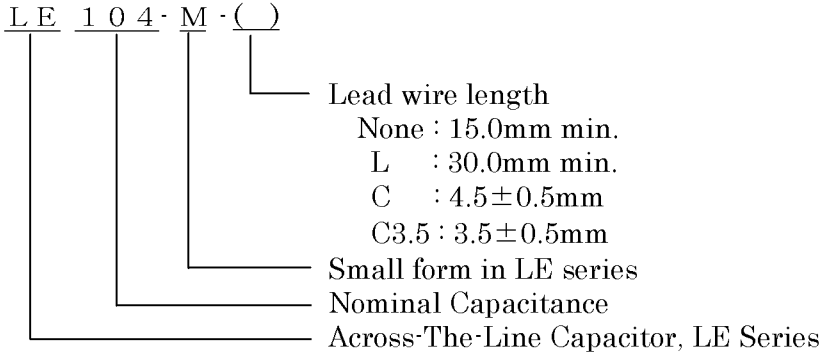 LE 104-M-( )
Lead wire length
None : 15.0mm min.
L : 30.0mm min.
C : 4.5±0.5mm
C3.5 : 3.5±0.5mm
Small form in LE series
Nominal Capacitance
Across-The-Line Capacitor, LE Series